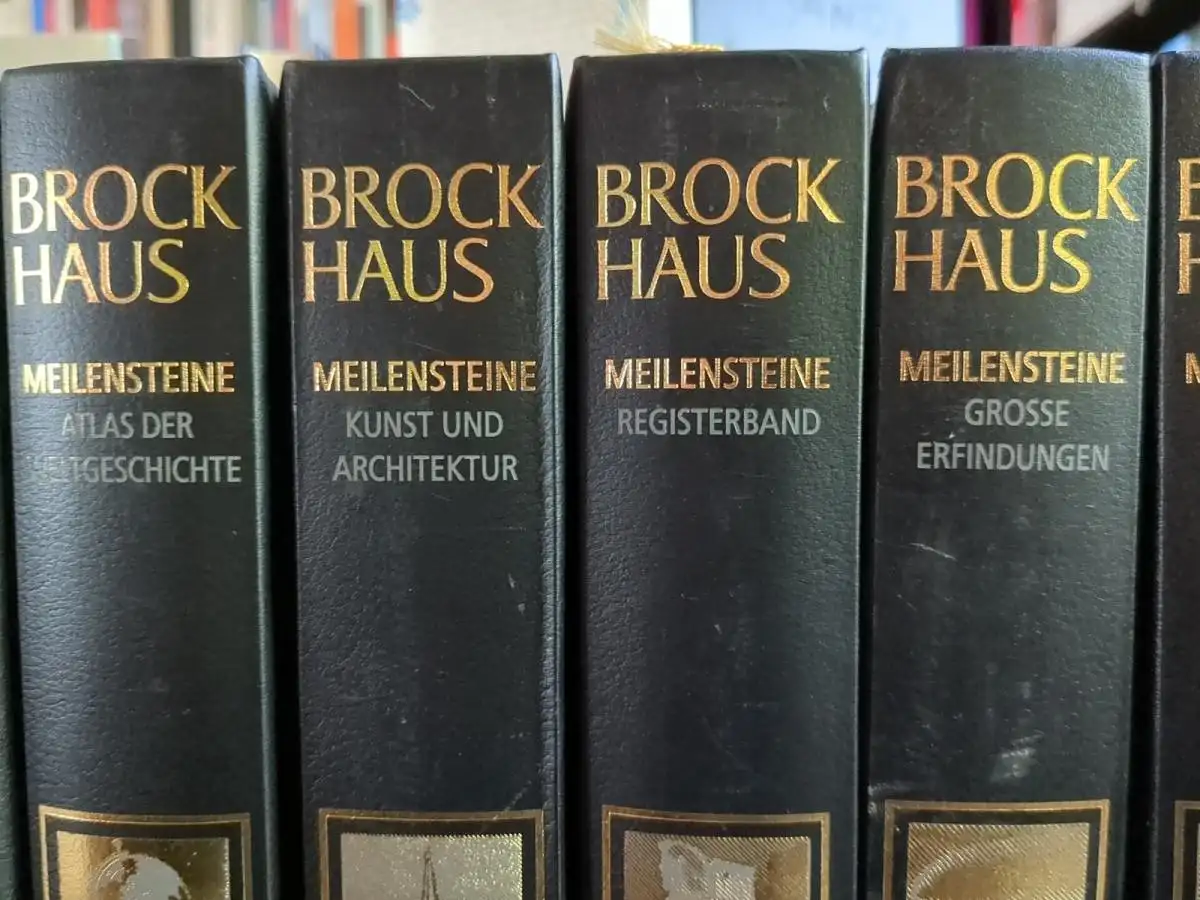 BROCK
HAUS
MEILENSTEINE
ATLAS DER
BROCK
HAUS
MEILENSTEINE
KUNST UND
ARCHITEKTUR
BROCK
HAUS
MEILENSTEINE
REGISTERBAND
BROCK
HAUS
MEILENSTEINE
GROSSE
ERFINDUNGEN